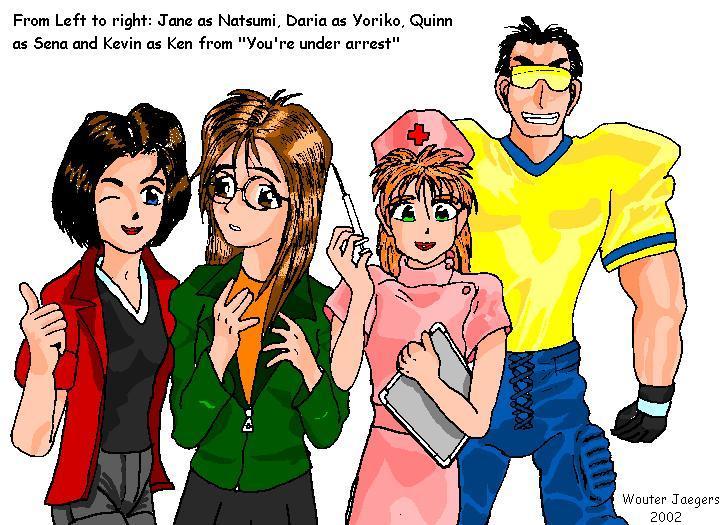 From Left to right: Jane as Natsumi, Daria as Yoriko, Quinn
as Sena and Kevin as Ken from "You're under arrest"
Wouter Jaegers
2002